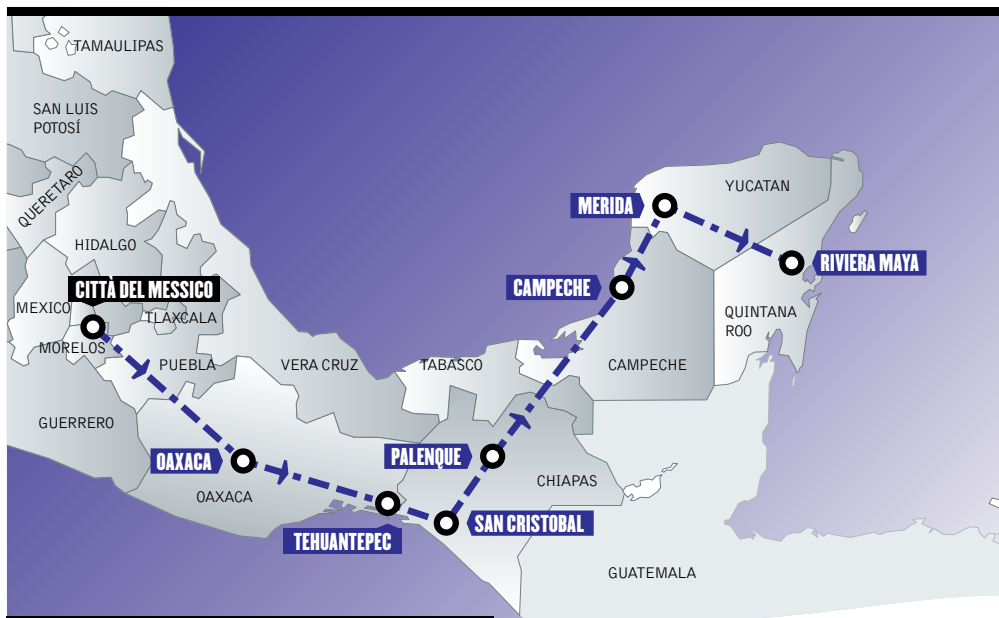 TAMAULIPAS
SAN LUIS
POTOSÍ
QUERETARO
HIDALGO
CITTÀ DEL MESSICO
MEXICO
TLAXCALA
MORELOS
PUEBLA
VERA CRUZ
TABASCO
GUERRERO
OAXACA
OAXACA
TEHUANTEPEC
SAN CRISTOBAL
PALENQUE
CHIAPAS
CAMPECHE
CAMPECHE
MERIDA
YUCATAN
RIVIERA MAYA
QUINTANA
ROO
GUATEMALA